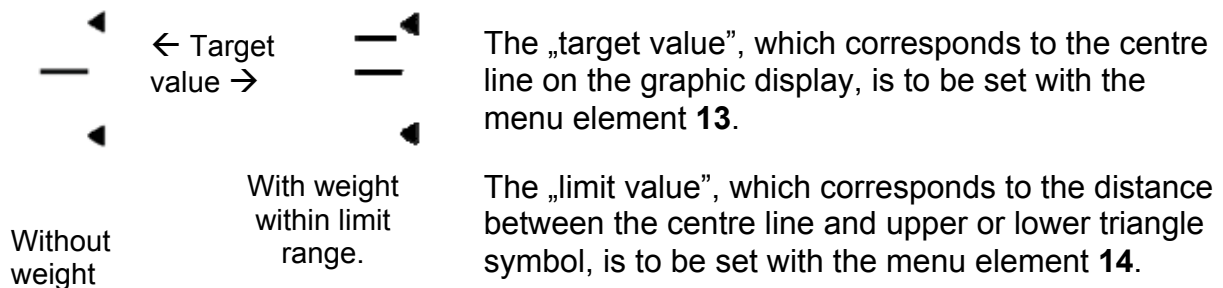 ← Target
value →
Without
weight
With weight
within limit
range.
The „target value”, which corresponds to the centre
line on the graphic display, is to be set with the
menu element 13.
The „limit value”, which corresponds to the distance
between the centre line and upper or lower triangle
symbol, is to be set with the menu element 14.